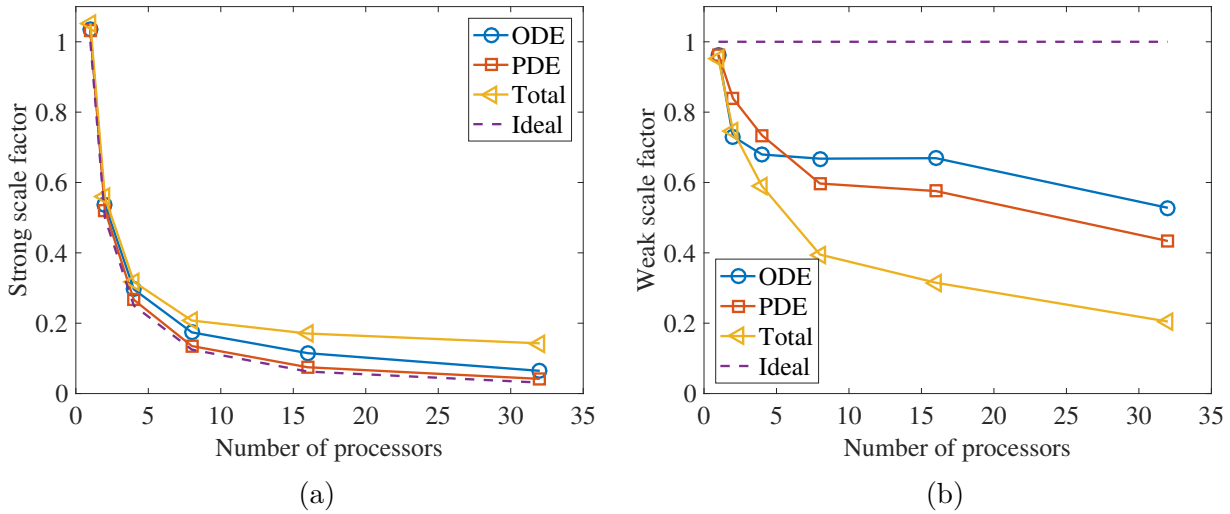 Strong scale factor
1
0.8
0.6
0.4
0.2
0
0 5 10 15 20 25 30 35
Number of processors
ODE
PDE
Total
Ideal
(a)
Weak scale factor
1
0.8
0.6
0.4
0.2
0
0 5 10 15 20 25 30 35
Number of processors
ODE
PDE
Total
Ideal
(b)